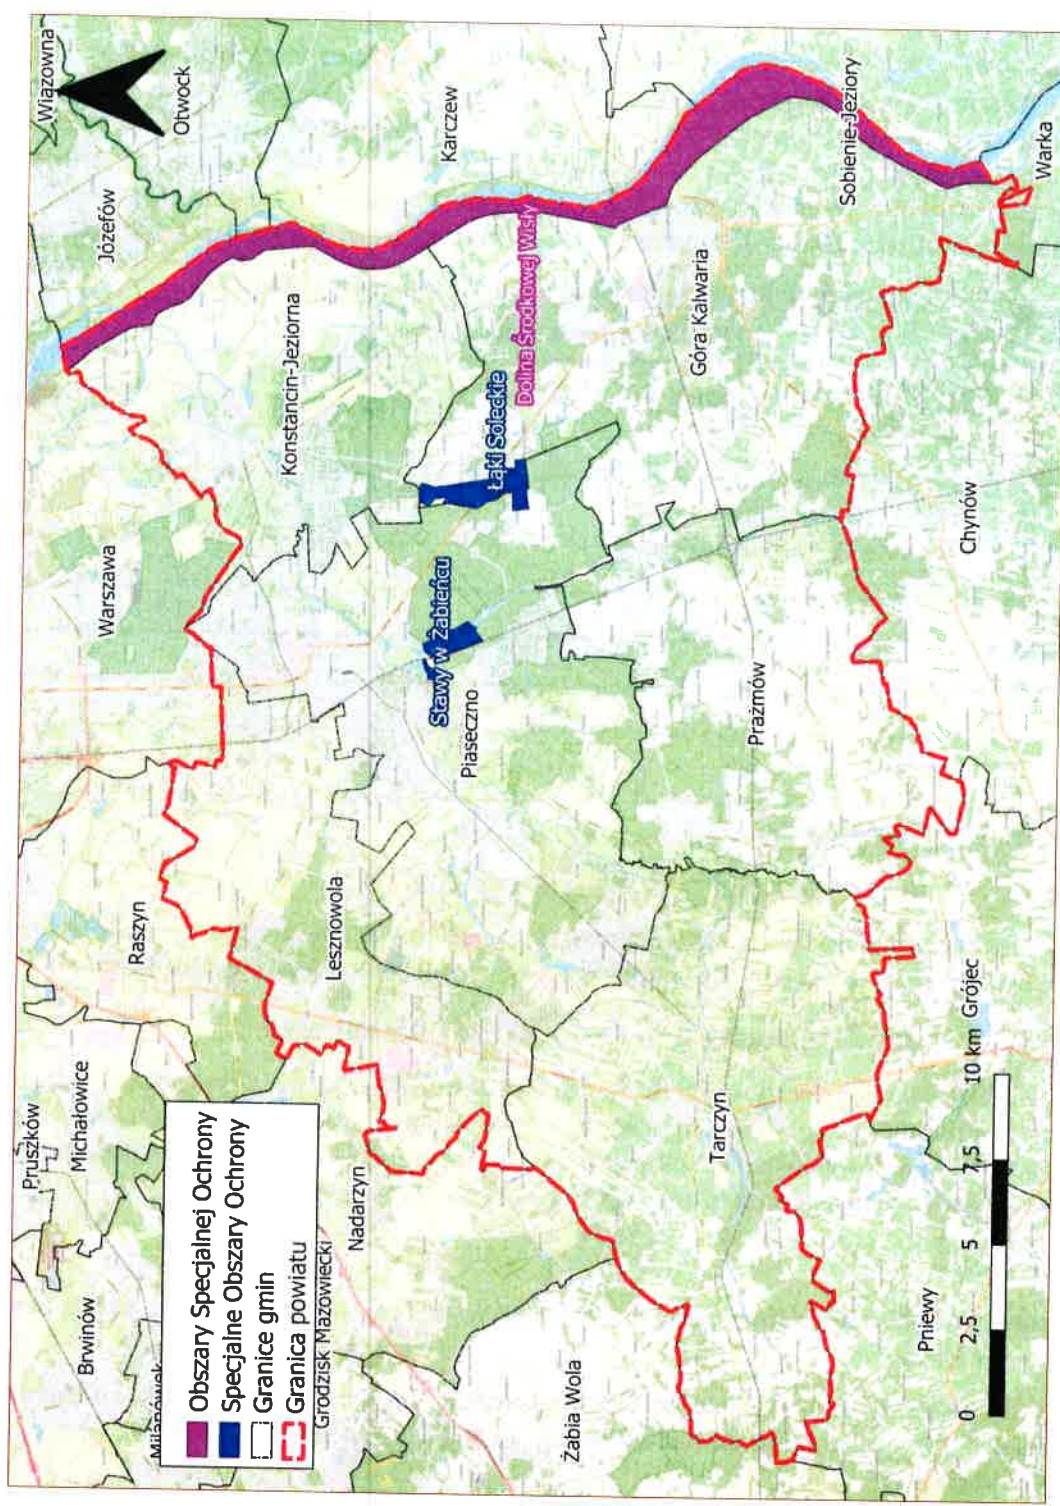 Wiązowna
Otwock
Józefów
Karczew
Sobienie-Jeziory
Warka
Konstancin-Jeziorna
Dolina Środkowej Wisły
Góra Kalwaria
Łąki Soleckie
Warszawa
Stawy w Żabieńcu
Chynów
Piaseczno
Prażmów
Raszyn
Lesznowola
Pruszków
Michałowice
Grójec
Tarczyn
Nadarzyn
Brwinów
Milanówek
Grodzisk Mazowiecki
Żabia Wola
Pniewy
Obszary Specjalnej Ochrony
Specjalne Obszary Ochrony
Granice gmin
Granica powiatu
0 2,5 5 7,5 10 km